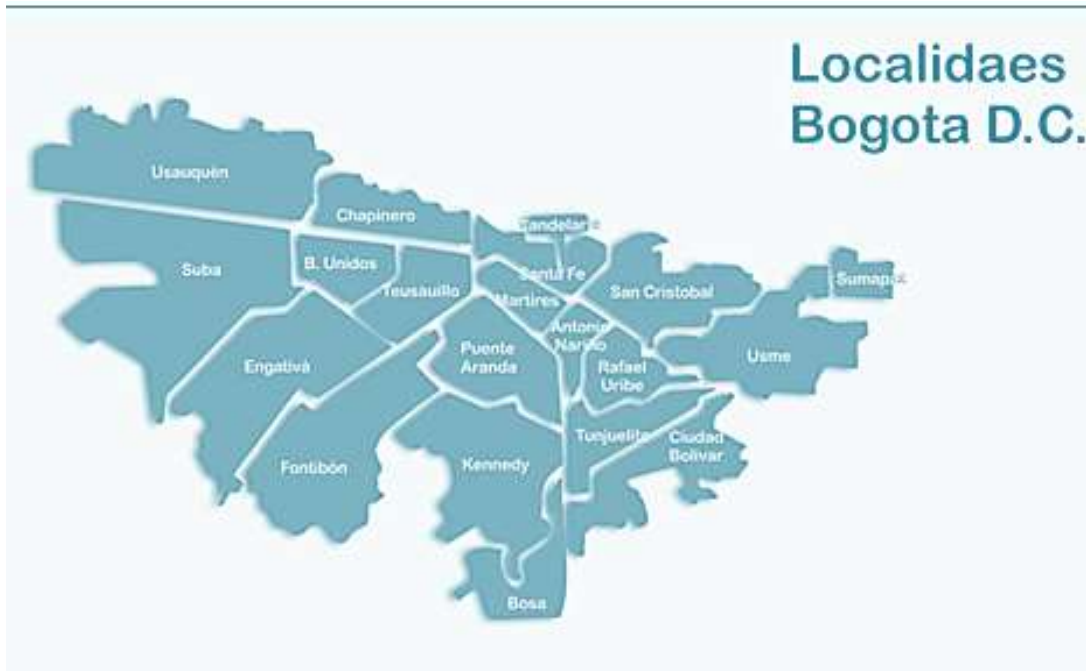 Localidaes
Bogota D.C.
Usauquén
Chapinero
Candelaria
Suba
B. Unidos
Teusauillo
Santa Fe
Martires
San Cristobal
Sumapaz
Antonio
Nariño
Puente
Aranda
Rafael
Uribe
Usme
Engativá
Fontibón
Kennedy
Tunjuelito
Ciudad
Bolivar
Bosa